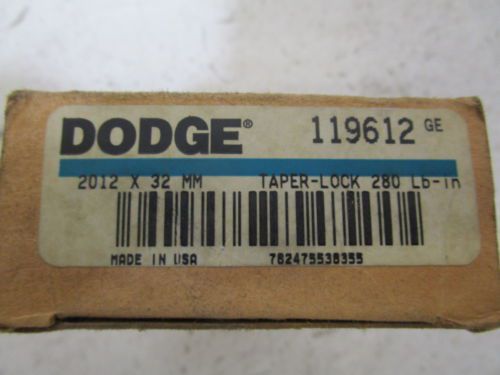 DODGE® 119612 GE
2012 X 32 MM TAPER-LOCK 280 Lb-in
MADE IN USA 782475538355